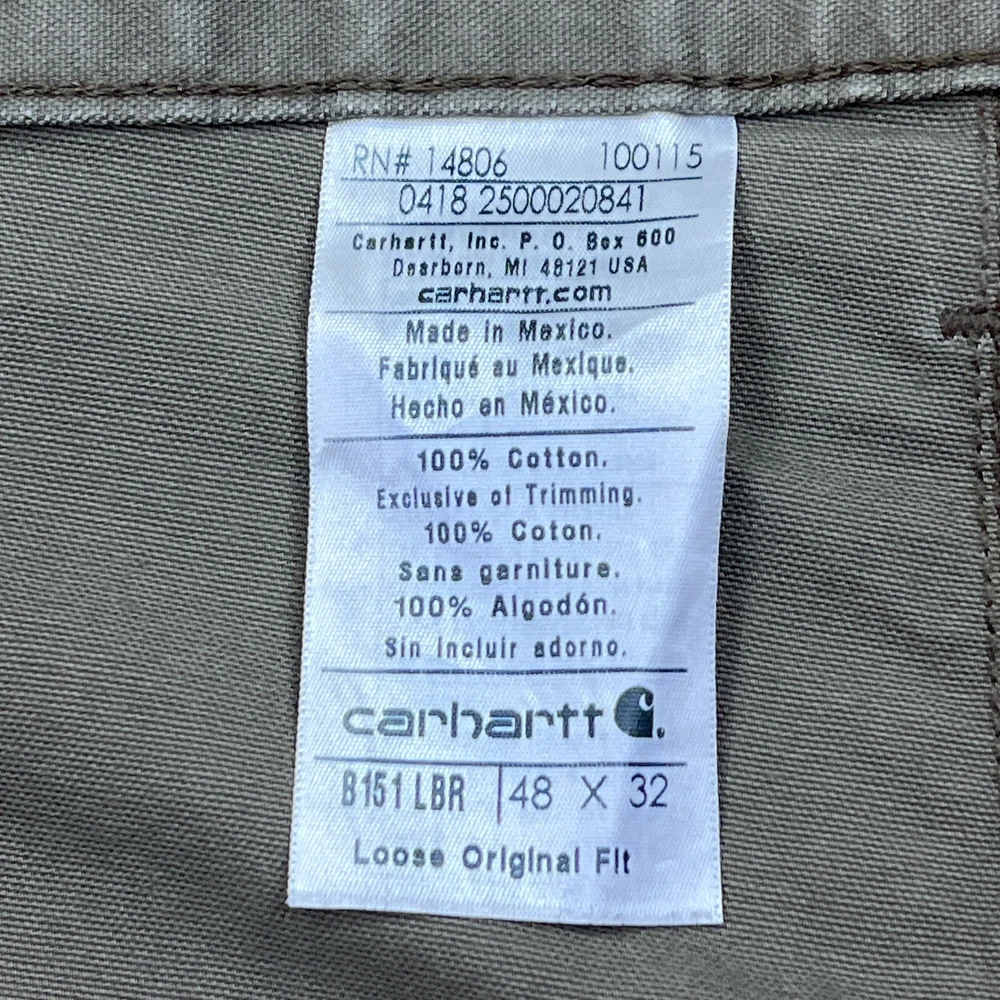 RN# 14806 100115
0418 2500020841
Carhartt, Inc. P. O. Box 600
Dearborn, MI 48121 USA
carhartt.com
Made in Mexico.
Fabriqué au Mexique.
Hecho en México.
100% Cotton.
Exclusive of Trimming.
100% Coton.
Sans garniture.
100% Algodón.
Sin incluir adorno.
carhartt
B151 LBR 48 X 32
Loose Original Fit